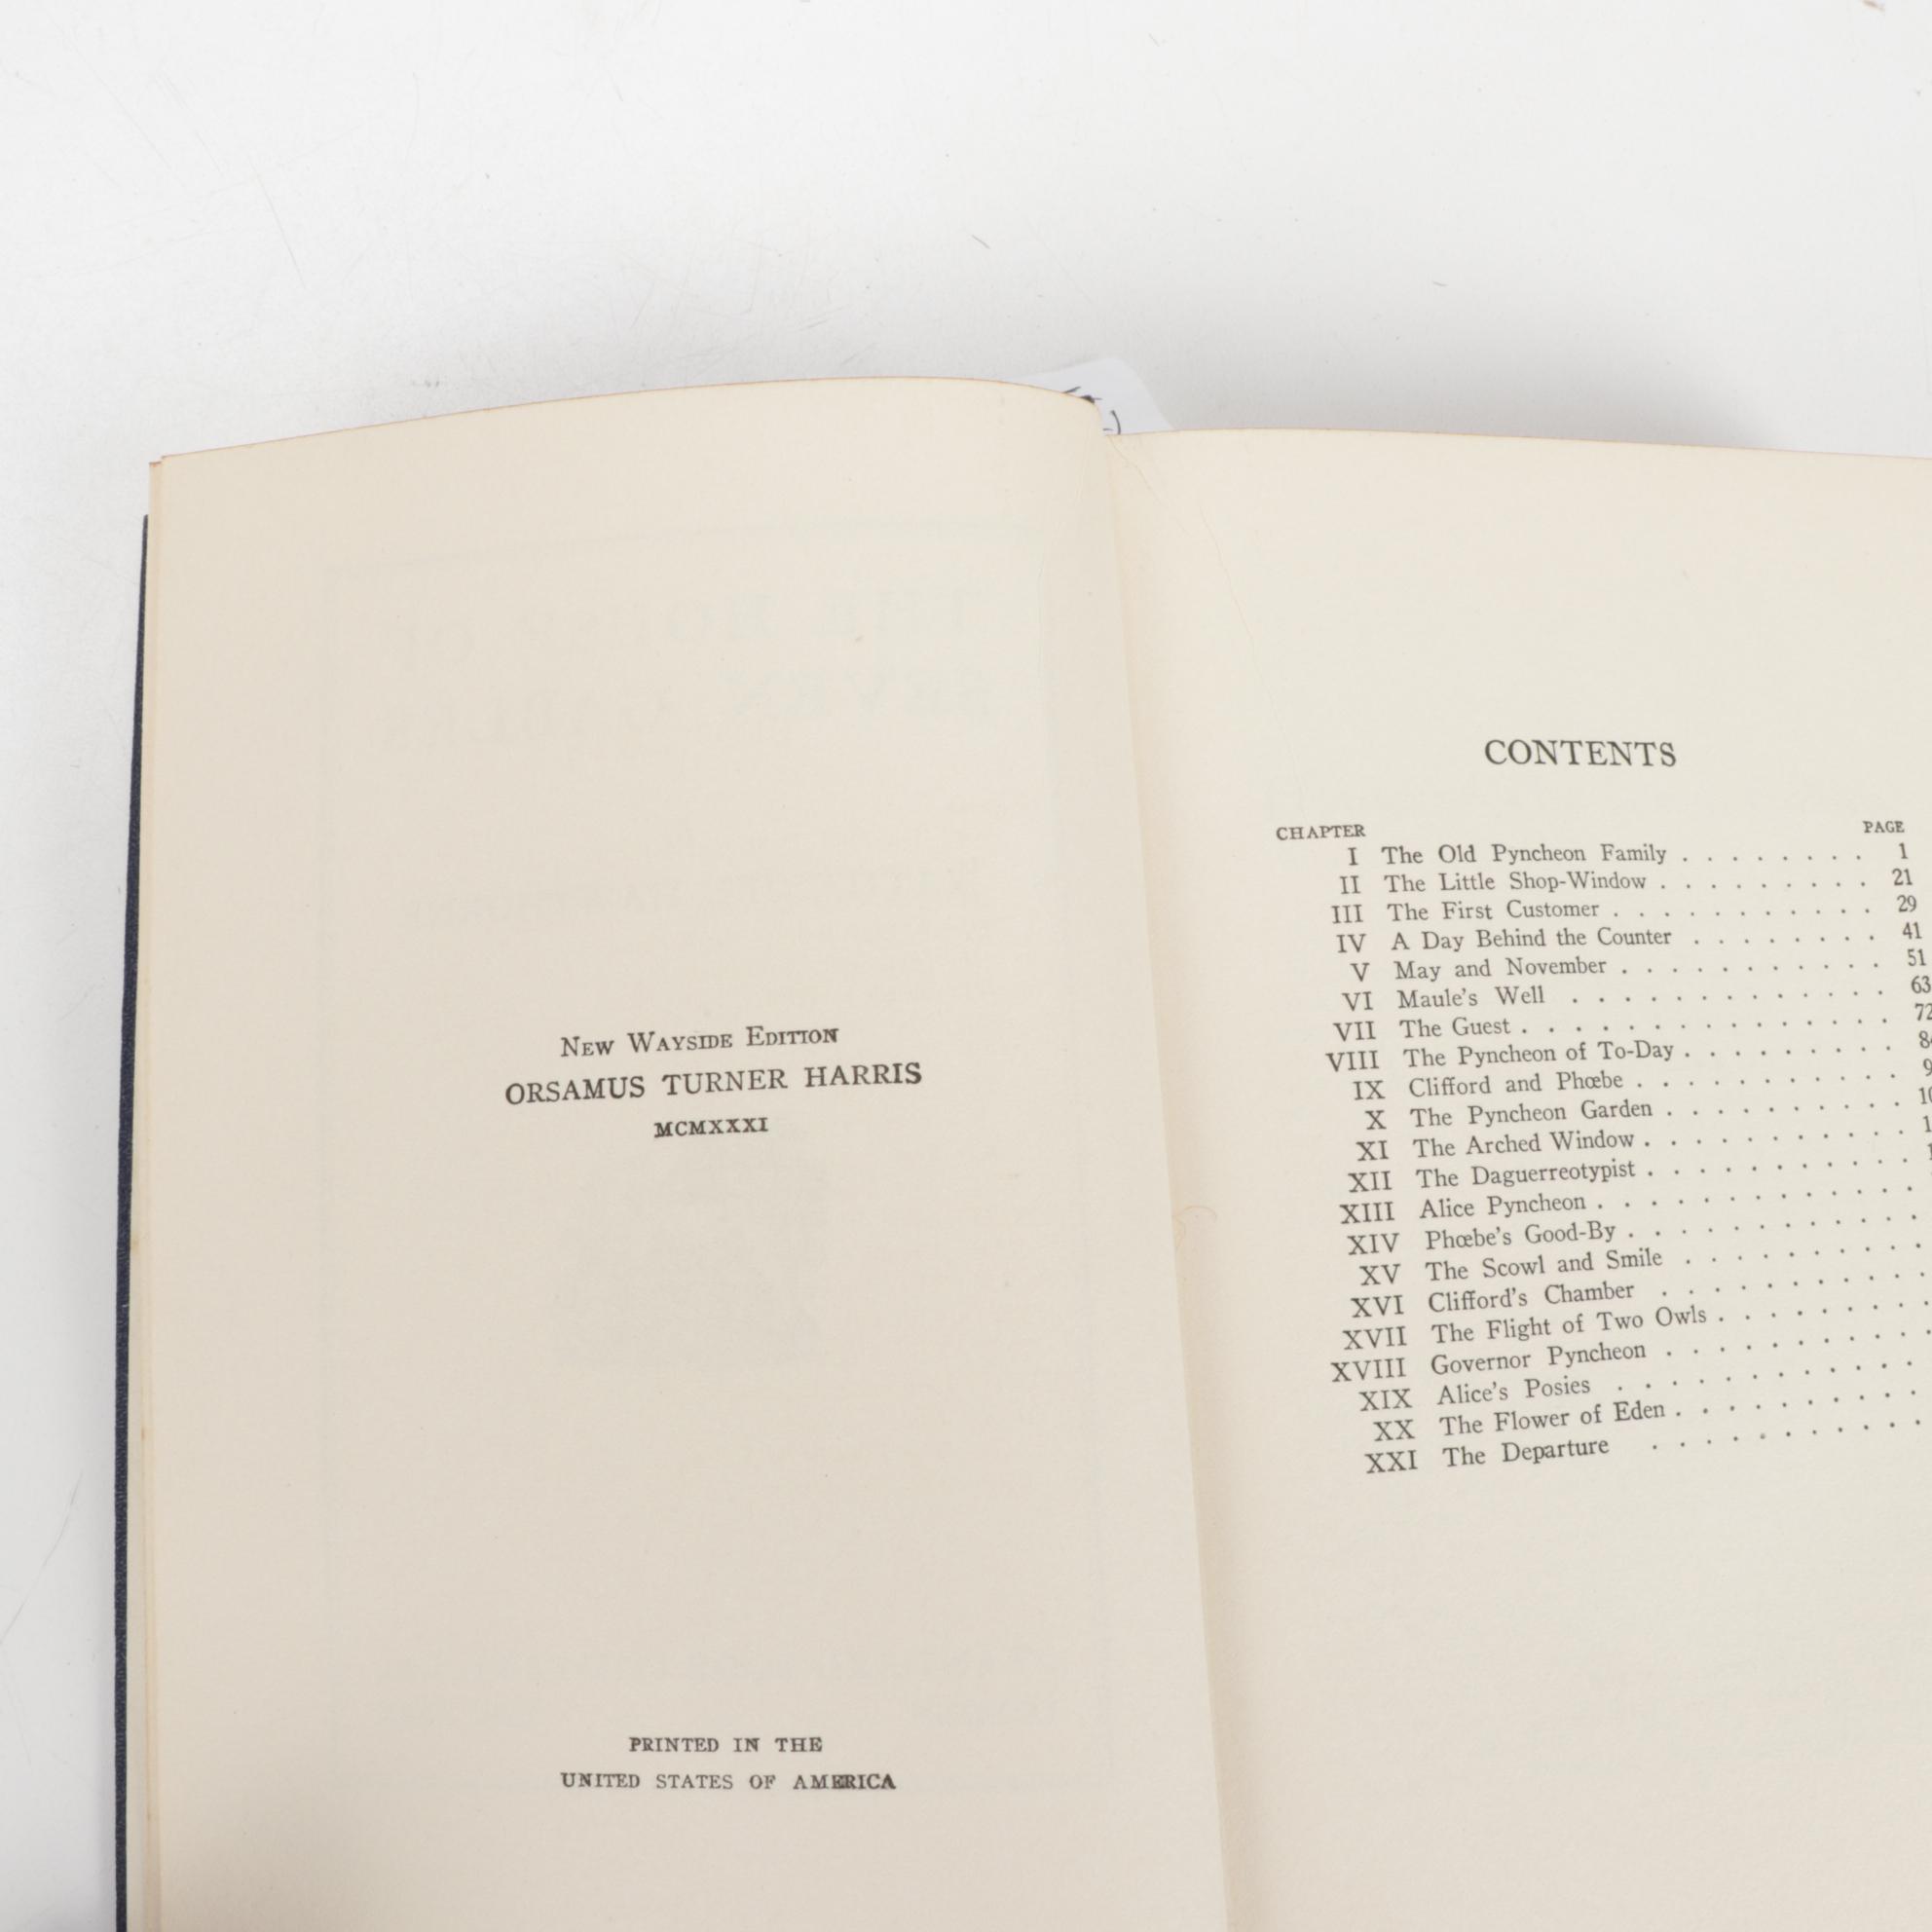 New Wayside Edition
ORSAMUS TURNER HARRIS
MCMXXXI
PRINTED IN THE
UNITED STATES OF AMERICA
CONTENTS
CHAPTER PAGE
I The Old Pyncheon Family . . . . . . . . 1
II The Little Shop-Window . . . . . . . . . 21
III The First Customer . . . . . . . . . . . 29
IV A Day Behind the Counter . . . . . . . . 41
V May and November . . . . . . . . . . . 51
VI Maule's Well . . . . . . . . . . . . . 63
VII The Guest . . . . . . . . . . . . . . . 72
VIII The Pyncheon of To-Day . . . . . . . . .
IX Clifford and Phœbe . . . . . . . . . . .
X The Pyncheon Garden . . . . . . . . . .
XI The Arched Window . . . . . . . . . . .
XII The Daguerreotypist . . . . . . . . . . .
XIII Alice Pyncheon . . . . . . . . . . . . .
XIV Phœbe's Good-By . . . . . . . . . . . .
XV The Scowl and Smile . . . . . . . . . .
XVI Clifford's Chamber . . . . . . . . . . .
XVII The Flight of Two Owls . . . . . . . . .
XVIII Governor Pyncheon . . . . . . . . . . .
XIX Alice's Posies . . . . . . . . . . . .
XX The Flower of Eden . . . . . . . . . .
XXI The Departure . . . . . . . . . . .